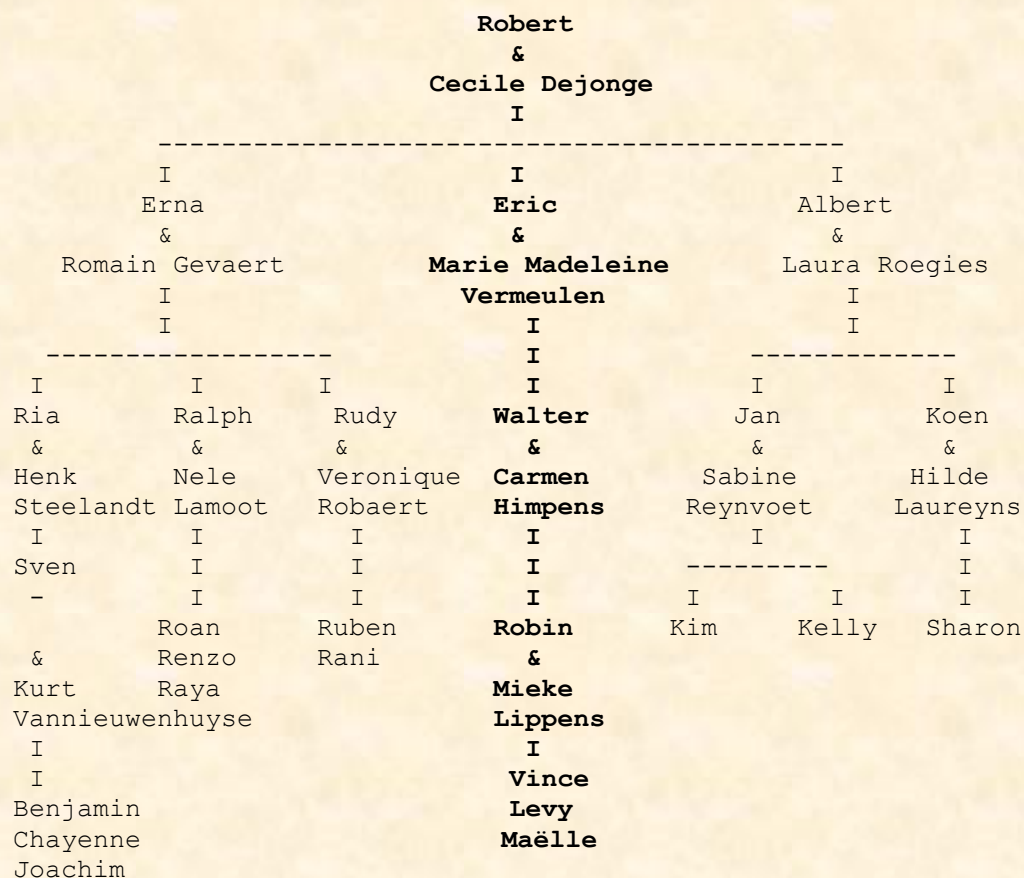 Robert
&
Cecile Dejonge
I
-------------------------------------------
I I I
Erna Eric Albert
& & &
Romain Gevaert Marie Madeleine Laura Roegies
I Vermeulen I
I I I
------------------ I -------------
I I I I I I
Ria Ralph Rudy Walter Jan Koen
& & & & & &
Henk Nele Veronique Carmen Sabine Hilde
Steelandt Lamoot Robaert Himpens Reynvoet Laureyns
I I I I I I
Sven I I I --------- I
- I I I I I I
Roan Ruben Robin Kim Kelly Sharon
& Renzo Rani &
Kurt Raya Mieke
Vannieuwenhuyse Lippens
I I
I Vince
Benjamin Levy
Chayenne Maëlle
Joachim